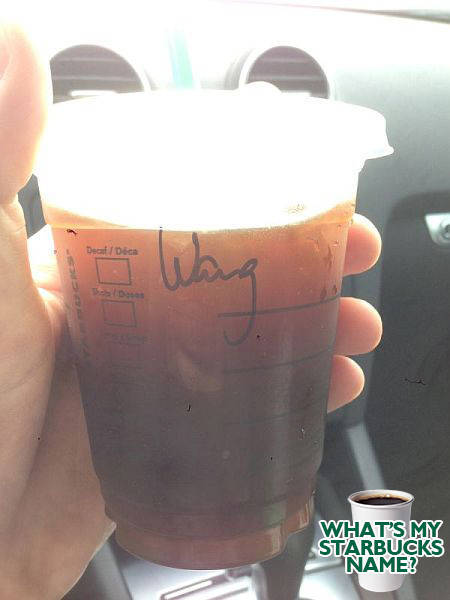 Decaf / Déca
Shots / Doses
STARBUCKS
Wang
WHAT'S MY
STARBUCKS
NAME?